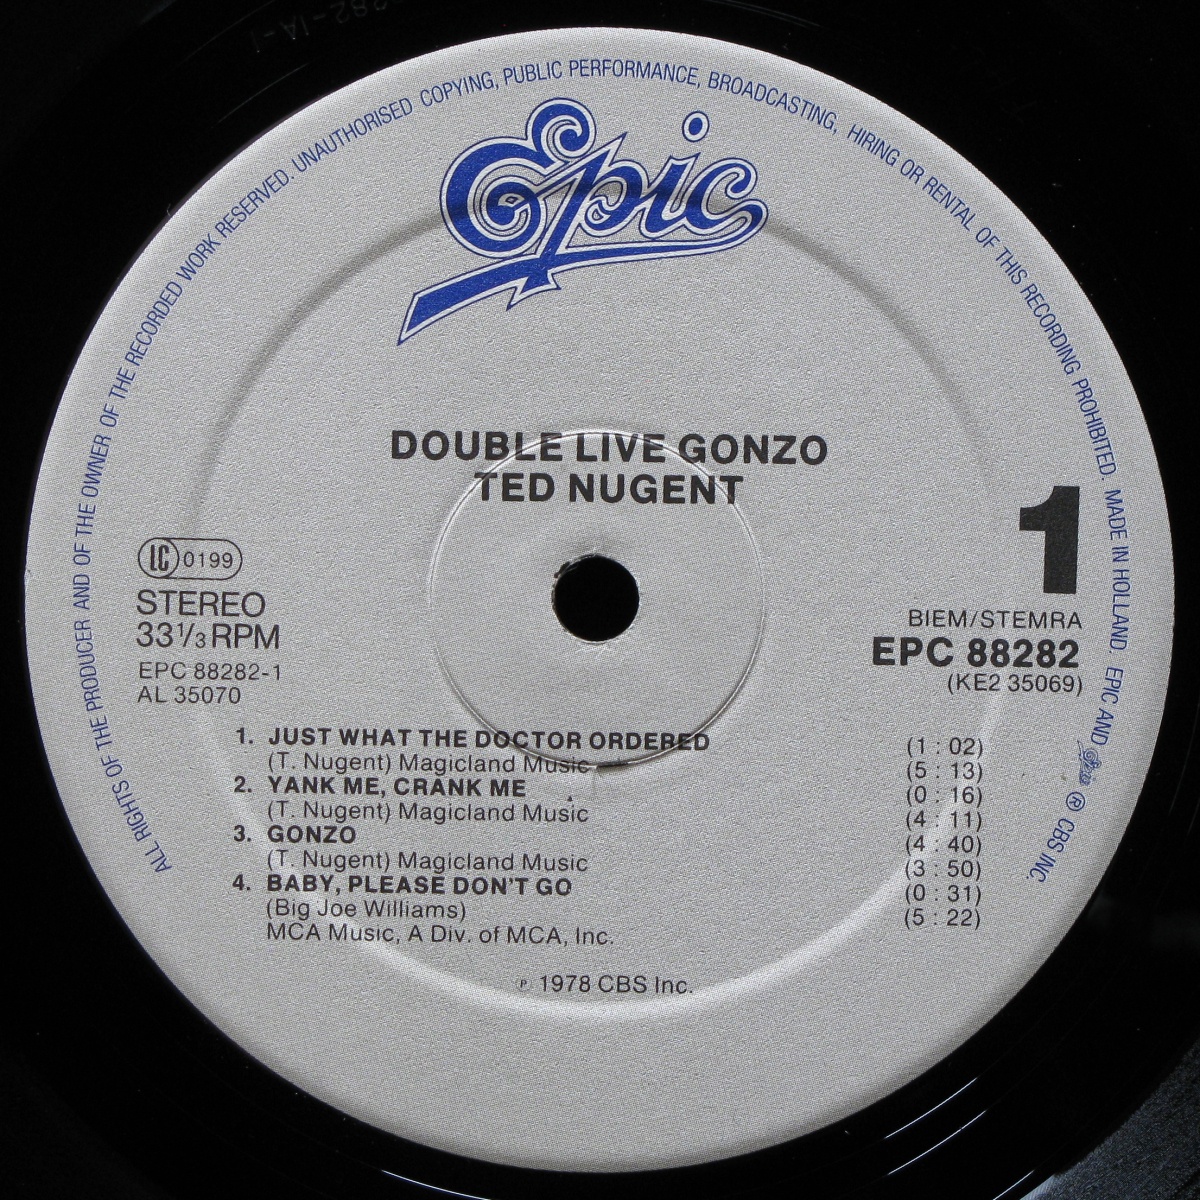 ALL RIGHTS OF THE PRODUCER AND OF THE OWNER OF THE RECORDED WORK RESERVED. UNAUTHORISED COPYING, PUBLIC PERFORMANCE, BROADCASTING, HIRING OR RENTAL OF THIS RECORDING PROHIBITED. MADE IN HOLLAND. EPIC AND Epic ® CBS INC.
Epic
DOUBLE LIVE GONZO
TED NUGENT
1
LC 0199
STEREO
33 1/3 RPM
EPC 88282-1
AL 35070
BIEM/STEMRA
EPC 88282
(KE2 35069)
1. JUST WHAT THE DOCTOR ORDERED (1 : 02)
(T. Nugent) Magicland Music (5 : 13)
2. YANK ME, CRANK ME (0 : 16)
(T. Nugent) Magicland Music (4 : 11)
3. GONZO (4 : 40)
(T. Nugent) Magicland Music (3 : 50)
4. BABY, PLEASE DON'T GO (0 : 31)
(Big Joe Williams) (5 : 22)
MCA Music, A Div. of MCA, Inc.
℗ 1978 CBS Inc.